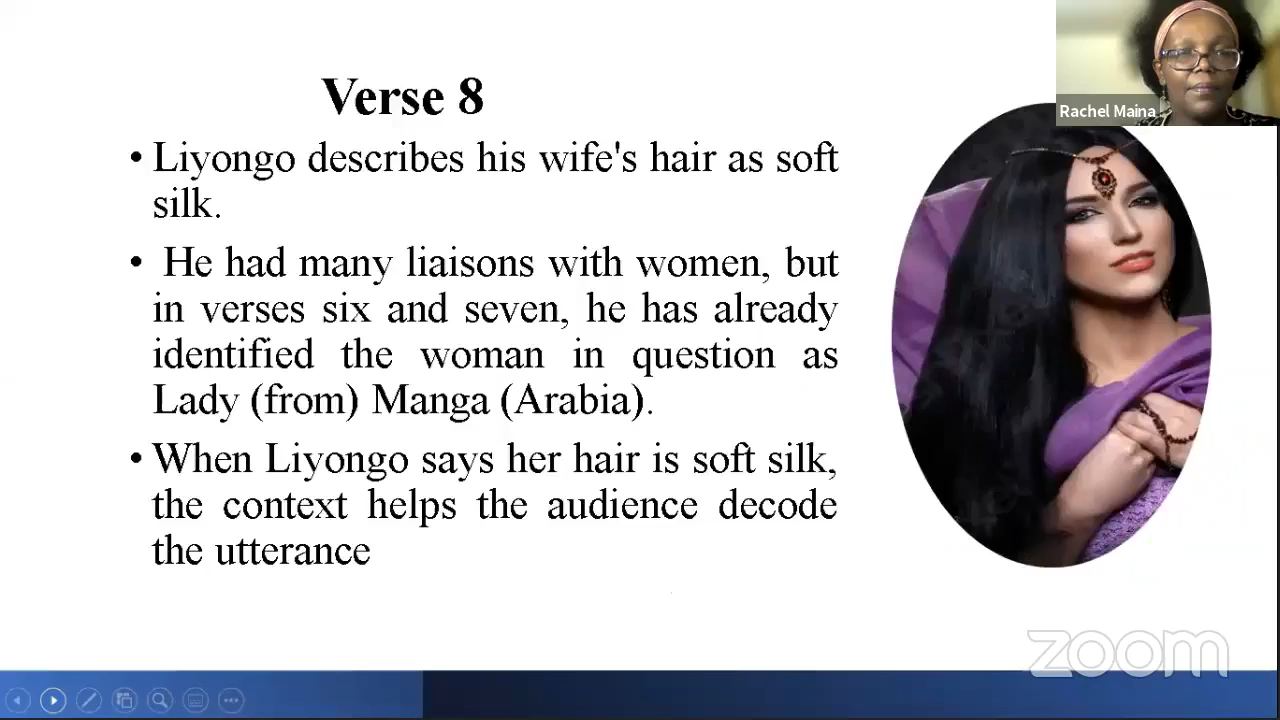 Verse 8
• Liyongo describes his wife's hair as soft
silk.
• He had many liaisons with women, but
in verses six and seven, he has already
identified the woman in question as
Lady (from) Manga (Arabia).
• When Liyongo says her hair is soft silk,
the context helps the audience decode
the utterance
Rachel Maina
zoom